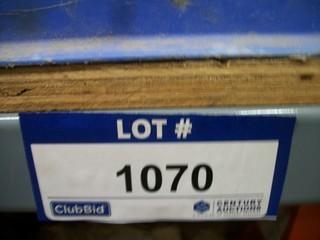 LOT #
1070
ClubBid
CENTURY
AUCTIONS